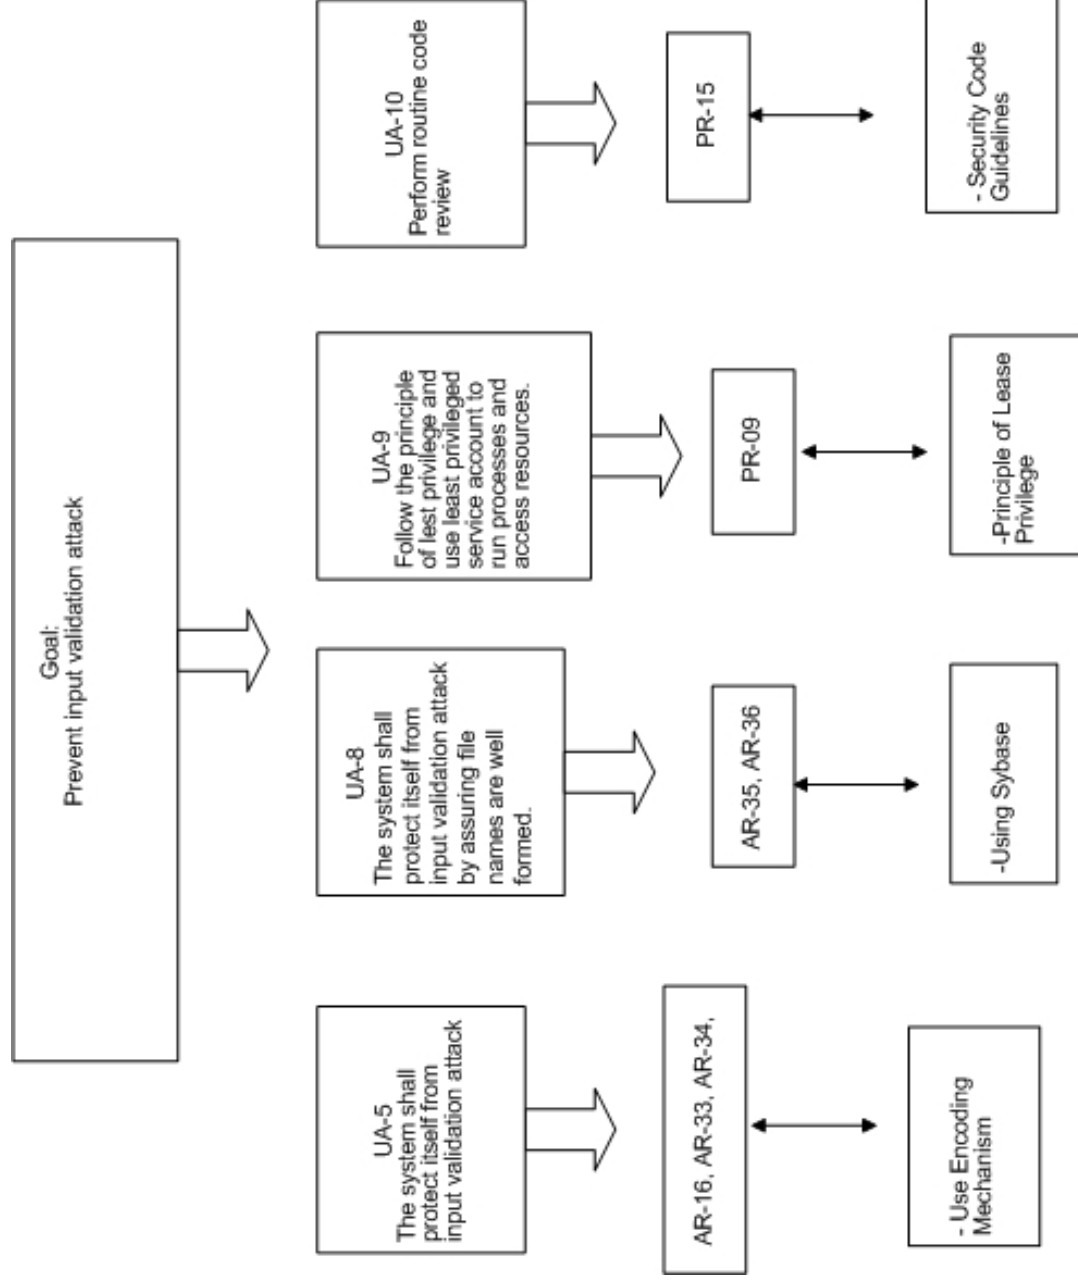 Goal:
Prevent input validation attack
UA-5
The system shall
protect itself from
input validation attack
UA-8
The system shall
protect itself from
input validation attack
by assuring file
names are well
formed.
UA-9
Follow the principle
of lest privilege and
use least privileged
service account to
run processes and
access resources.
UA-10
Perform routine code
review
AR-16, AR-33, AR-34,
AR-35, AR-36
PR-09
PR-15
- Use Encoding
Mechanism
-Using Sybase
-Principle of Lease
Privilege
- Security Code
Guidelines